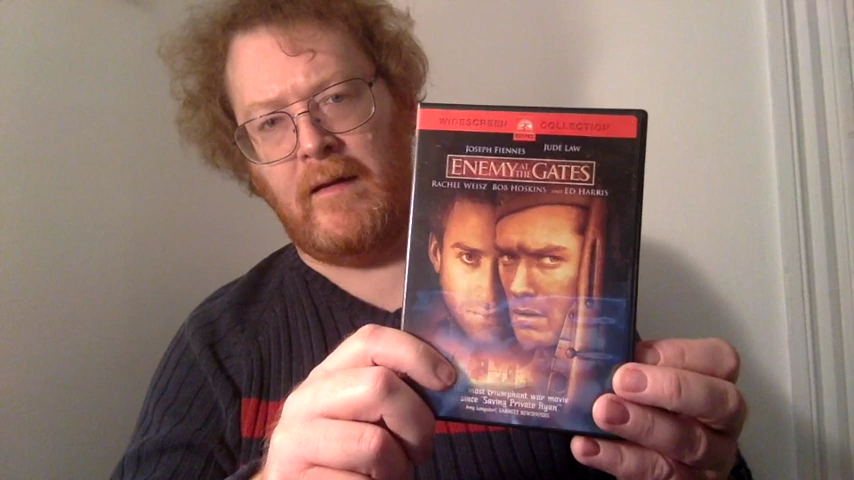 WIDESCREEN COLLECTION
JOSEPH FIENNES JUDE LAW
ENEMY AT THE GATES
RACHEL WEISZ BOB HOSKINS AND ED HARRIS
most triumphant war movie
since "Saving Private Ryan"